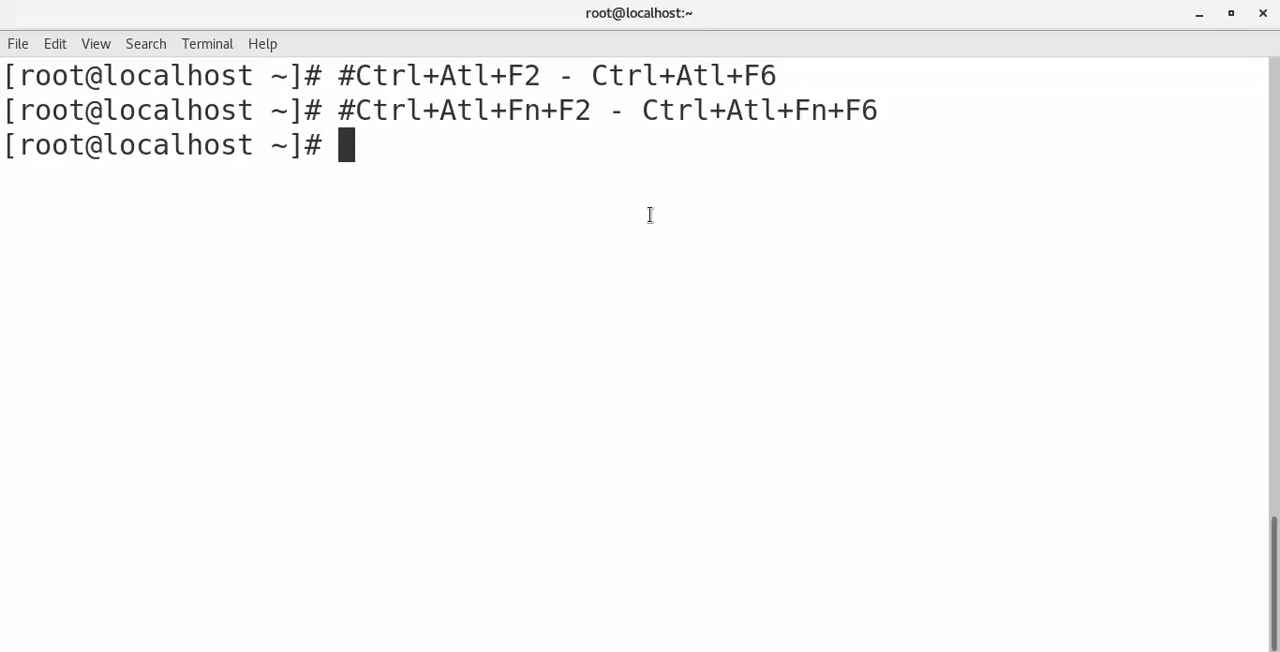 root@localhost:~
File Edit View Search Terminal Help
[root@localhost ~]# #Ctrl+Atl+F2 - Ctrl+Atl+F6
[root@localhost ~]# #Ctrl+Atl+Fn+F2 - Ctrl+Atl+Fn+F6
[root@localhost ~]#